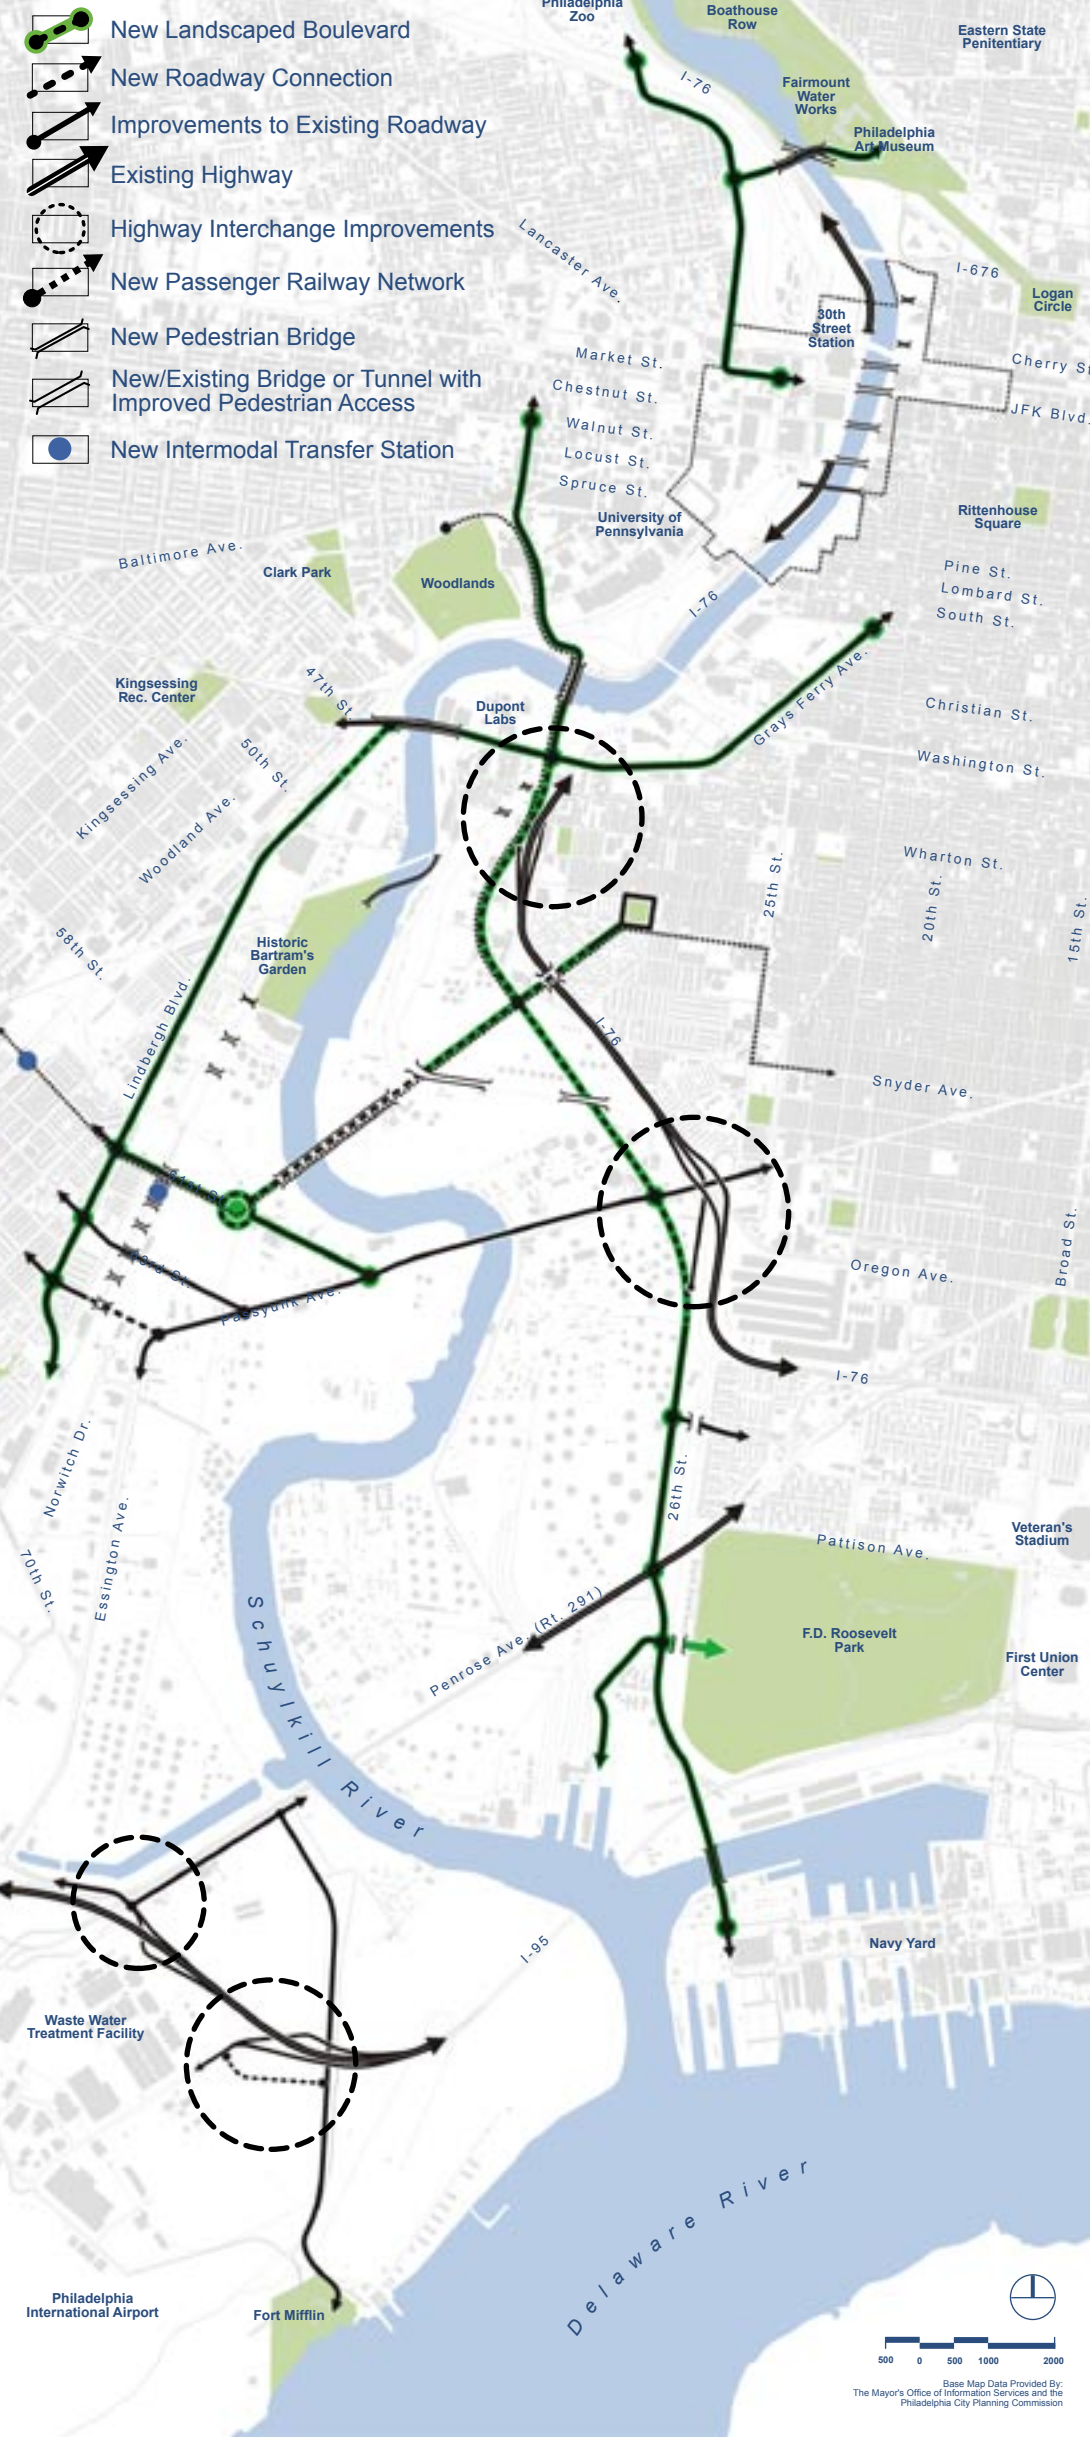 New Landscaped Boulevard
New Roadway Connection
Improvements to Existing Roadway
Existing Highway
Highway Interchange Improvements
New Passenger Railway Network
New Pedestrian Bridge
New/Existing Bridge or Tunnel with
Improved Pedestrian Access
New Intermodal Transfer Station
Philadelphia
Zoo
Boathouse
Row
Eastern State
Penitentiary
I-76
Fairmount
Water
Works
Philadelphia
Art Museum
Lancaster Ave.
I-676
Logan
Circle
30th
Street
Station
Market St.
Cherry St
Chestnut St.
JFK Blvd.
Walnut St.
Locust St.
Spruce St.
University of
Pennsylvania
Rittenhouse
Square
Baltimore Ave.
Clark Park
Woodlands
Pine St.
Lombard St.
South St.
I-76
Kingsessing
Rec. Center
47th St.
Dupont
Labs
Grays Ferry Ave.
Christian St.
Washington St.
Kingsessing Ave.
50th St.
Woodland Ave.
Wharton St.
25th St.
20th St.
15th St.
58th St.
Historic
Bartram's
Garden
Lindbergh Blvd.
I-76
Snyder Ave.
61st St.
63rd St.
Passyunk Ave.
Oregon Ave.
Broad St.
I-76
Norwitch Dr.
Essington Ave.
70th St.
26th St.
Pattison Ave.
Veteran's
Stadium
Penrose Ave. (Rt. 291)
F.D. Roosevelt
Park
First Union
Center
Schuylkill River
I-95
Navy Yard
Waste Water
Treatment Facility
Delaware River
Philadelphia
International Airport
Fort Mifflin
500 0 500 1000 2000
Base Map Data Provided By:
The Mayor's Office of Information Services and the
Philadelphia City Planning Commission